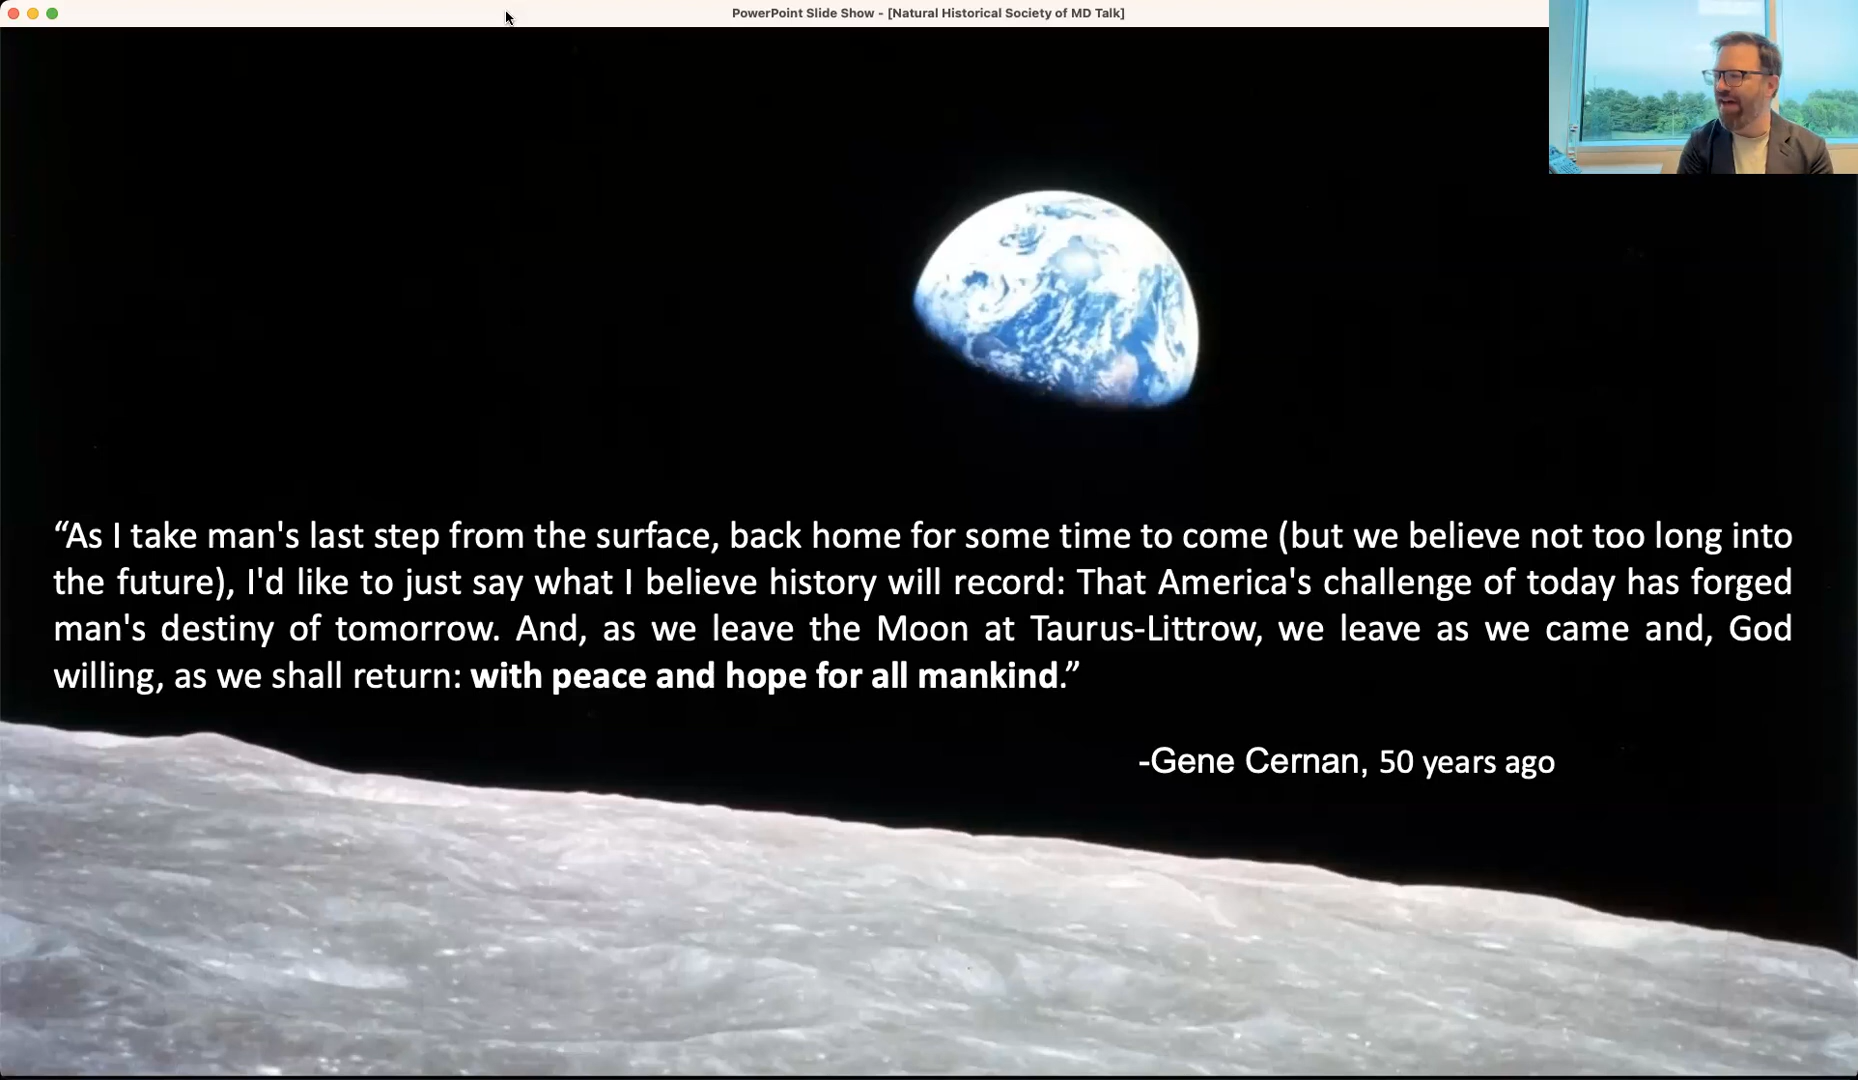 PowerPoint Slide Show - [Natural Historical Society of MD Talk]
“As I take man's last step from the surface, back home for some time to come (but we believe not too long into
the future), I'd like to just say what I believe history will record: That America's challenge of today has forged
man's destiny of tomorrow. And, as we leave the Moon at Taurus-Littrow, we leave as we came and, God
willing, as we shall return: with peace and hope for all mankind.”
-Gene Cernan, 50 years ago